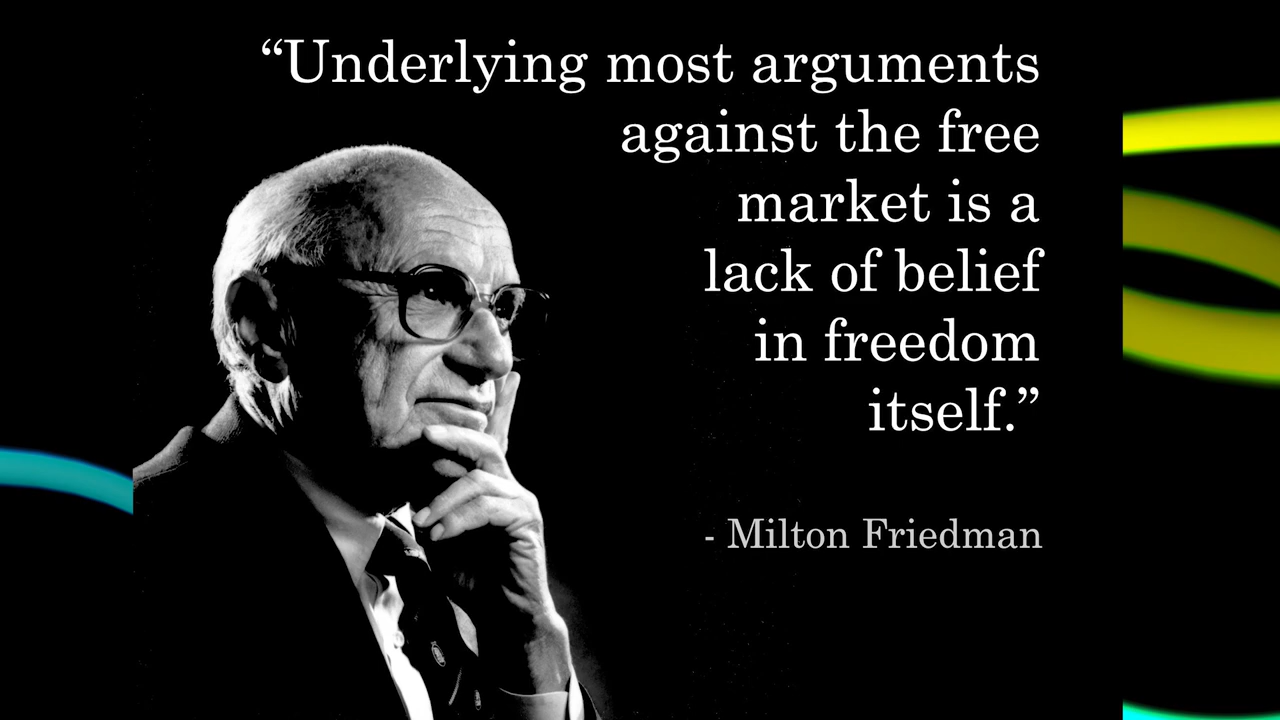 “Underlying most arguments
against the free
market is a
lack of belief
in freedom
itself.”
- Milton Friedman